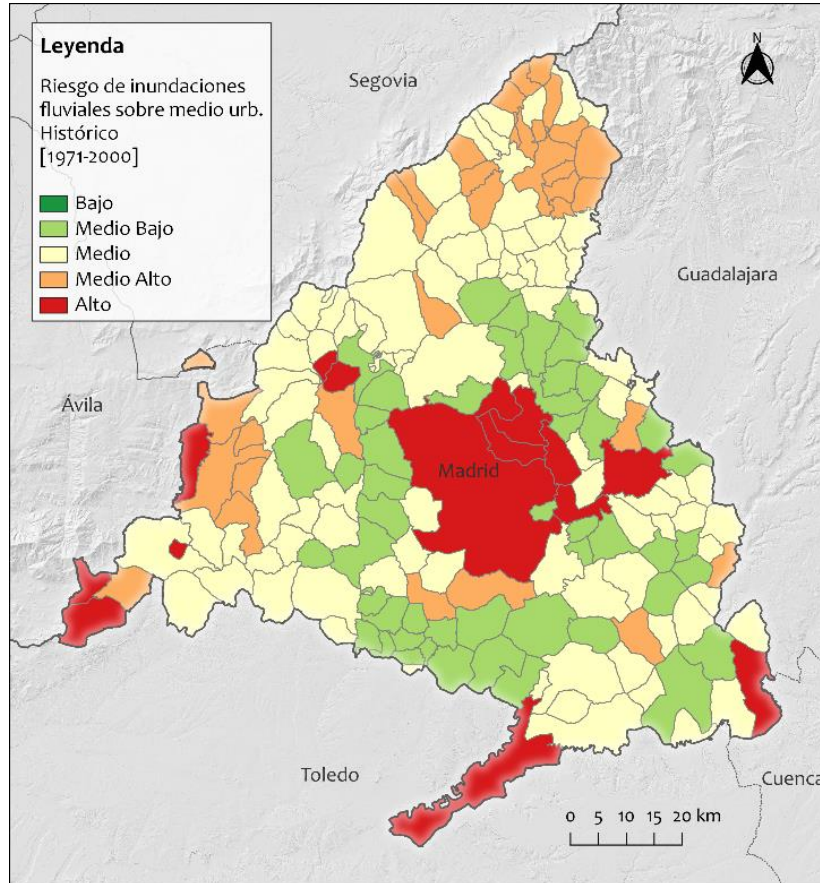 Leyenda
Riesgo de inundaciones
fluviales sobre medio urb.
Histórico
[1971-2000]
Bajo
Medio Bajo
Medio
Medio Alto
Alto
N
Segovia
Guadalajara
Ávila
Madrid
Toledo
Cuenca
0 5 10 15 20 km